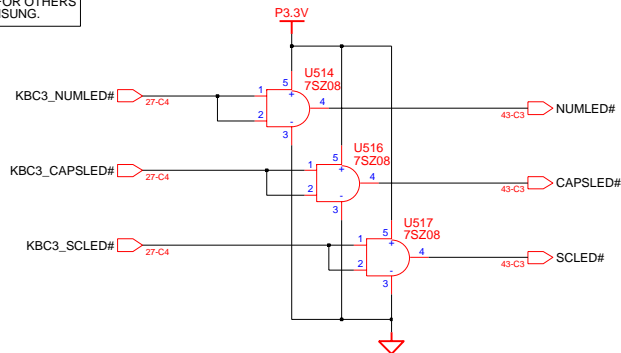 FOR OTHERS
MSUNG.
P3.3V
U514
7SZ08
KBC3_NUMLED#
27-C4
1
2
5
+
-
3
4
43-C3
NUMLED#
U516
7SZ08
KBC3_CAPSLED#
27-C4
1
2
5
+
-
3
4
43-C3
CAPSLED#
U517
7SZ08
KBC3_SCLED#
27-C4
1
2
5
+
-
3
4
43-C3
SCLED#